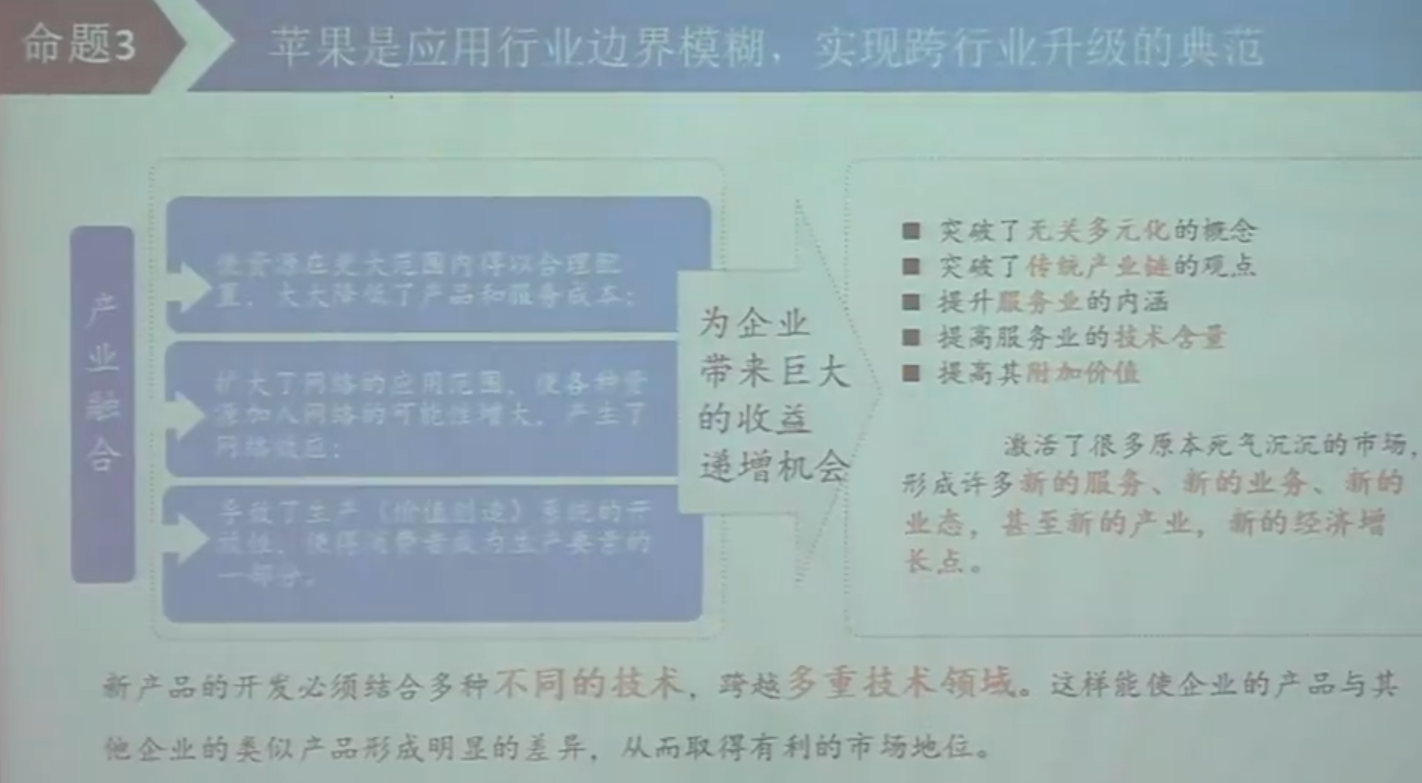 命题3
苹果是应用行业边界模糊，实现跨行业升级的典范
产业融合
使资源在更大范围内得以合理配
置，大大降低了产品和服务成本；
扩大了网络的应用范围，使各种资
源加入网络的可能性增大，产生了
网络效应；
导致了生产（价值创造）系统的开
放性，使得消费者成为生产要素的
一部分。
为企业
带来巨大
的收益
递增机会
■ 突破了无关多元化的概念
■ 突破了传统产业链的观点
■ 提升服务业的内涵
■ 提高服务业的技术含量
■ 提高其附加价值
激活了很多原本死气沉沉的市场，
形成许多新的服务、新的业务、新的
业态，甚至新的产业，新的经济增
长点。
新产品的开发必须结合多种不同的技术，跨越多重技术领域。这样能使企业的产品与其
他企业的类似产品形成明显的差异，从而取得有利的市场地位。